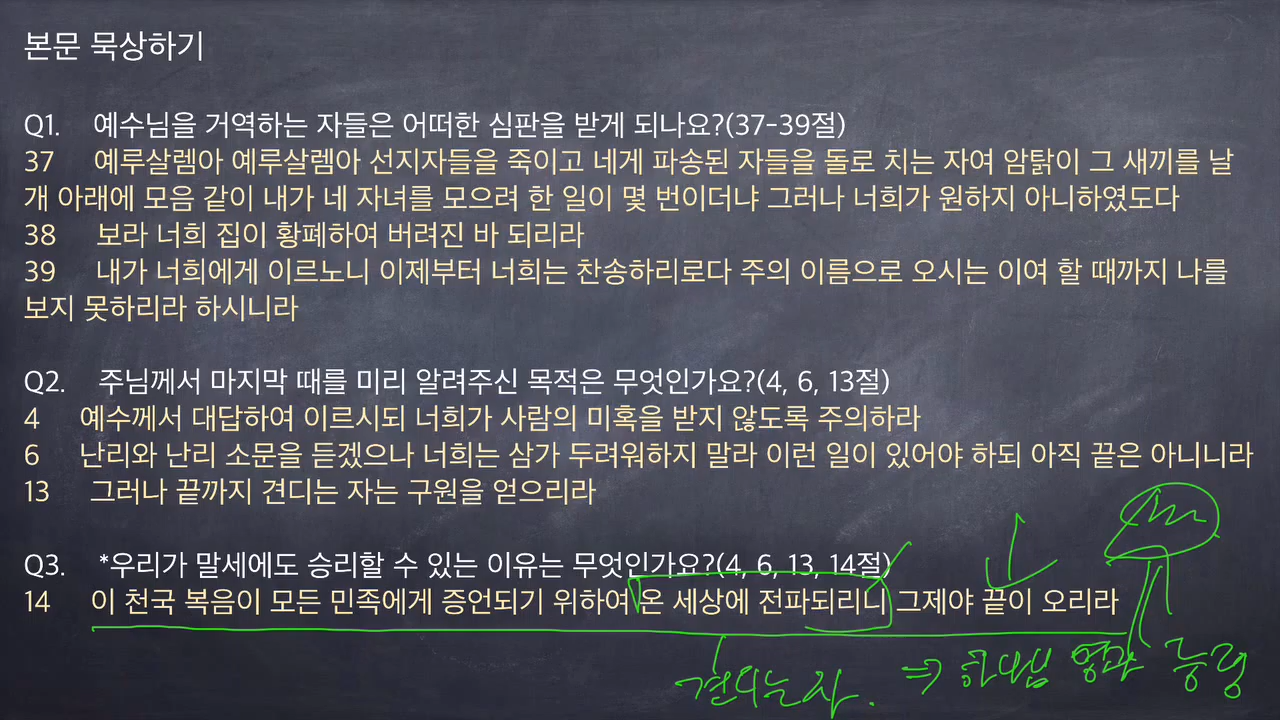 본문 묵상하기
Q1. 예수님을 거역하는 자들은 어떠한 심판을 받게 되나요?(37-39절)
37 예루살렘아 예루살렘아 선지자들을 죽이고 네게 파송된 자들을 돌로 치는 자여 암탉이 그 새끼를 날
개 아래에 모음 같이 내가 네 자녀를 모으려 한 일이 몇 번이더냐 그러나 너희가 원하지 아니하였도다
38 보라 너희 집이 황폐하여 버려진 바 되리라
39 내가 너희에게 이르노니 이제부터 너희는 찬송하리로다 주의 이름으로 오시는 이여 할 때까지 나를
보지 못하리라 하시니라
Q2. 주님께서 마지막 때를 미리 알려주신 목적은 무엇인가요?(4, 6, 13절)
4 예수께서 대답하여 이르시되 너희가 사람의 미혹을 받지 않도록 주의하라
6 난리와 난리 소문을 듣겠으나 너희는 삼가 두려워하지 말라 이런 일이 있어야 하되 아직 끝은 아니니라
13 그러나 끝까지 견디는 자는 구원을 얻으리라
Q3. *우리가 말세에도 승리할 수 있는 이유는 무엇인가요?(4, 6, 13, 14절)
14 이 천국 복음이 모든 민족에게 증언되기 위하여 온 세상에 전파되리니 그제야 끝이 오리라
견디는 자. ⇒ 하나님 영과 능력